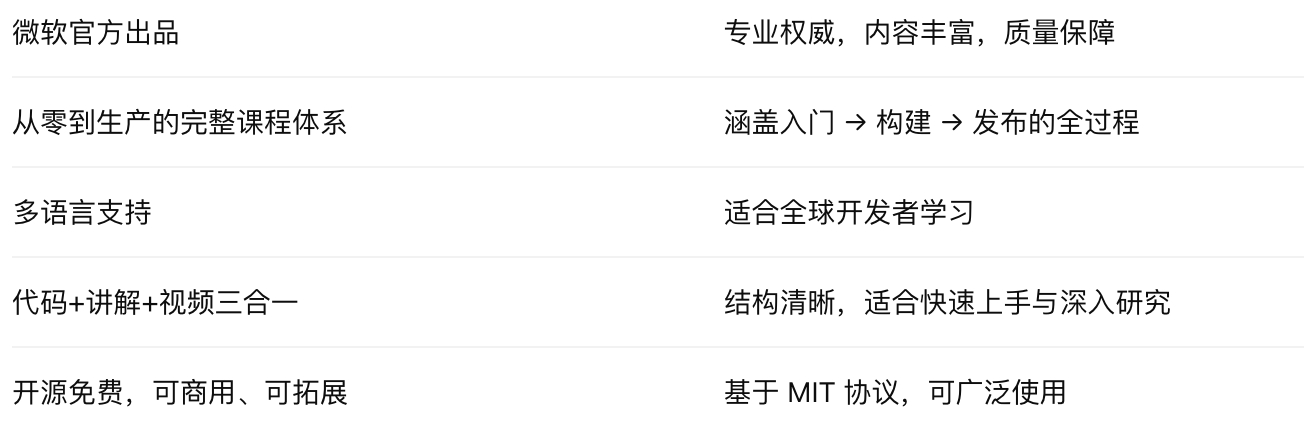 微软官方出品 专业权威，内容丰富，质量保障
从零到生产的完整课程体系 涵盖入门 → 构建 → 发布的全过程
多语言支持 适合全球开发者学习
代码+讲解+视频三合一 结构清晰，适合快速上手与深入研究
开源免费，可商用、可拓展 基于 MIT 协议，可广泛使用